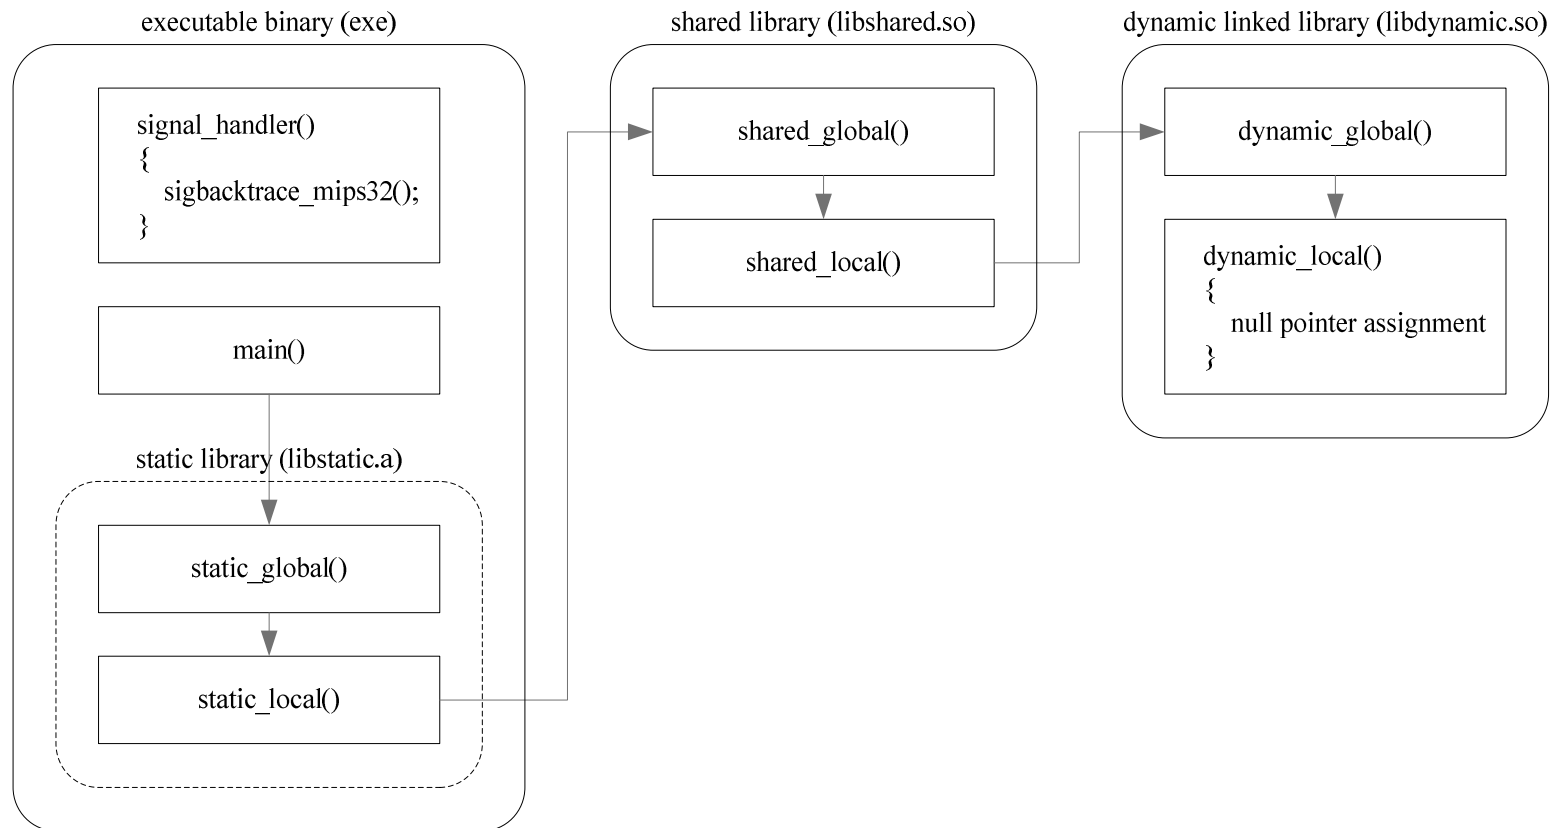 executable binary (exe)
signal_handler()
{
sigbacktrace_mips32();
}
main()
static library (libstatic.a)
static_global()
static_local()
shared library (libshared.so)
shared_global()
shared_local()
dynamic linked library (libdynamic.so)
dynamic_global()
dynamic_local()
{
null pointer assignment
}